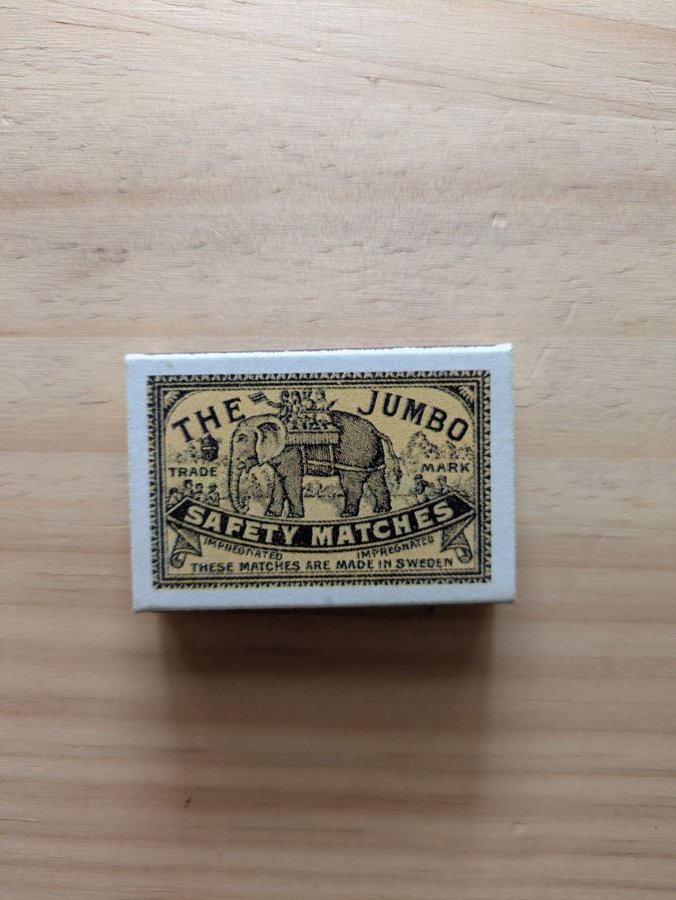 THE JUMBO
TRADE MARK
SAFETY MATCHES
IMPREGNATED IMPREGNATED
THESE MATCHES ARE MADE IN SWEDEN